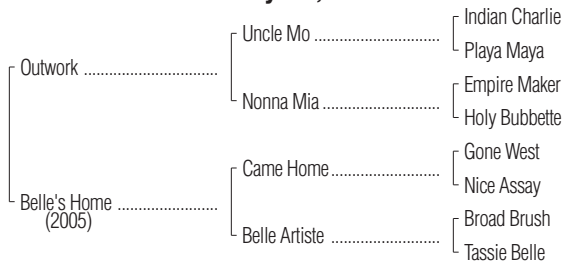 Indian Charlie
Uncle Mo
Playa Maya
Outwork
Empire Maker
Nonna Mia
Holy Bubbette
Gone West
Came Home
Nice Assay
Belle's Home
(2005)
Broad Brush
Belle Artiste
Tassie Belle